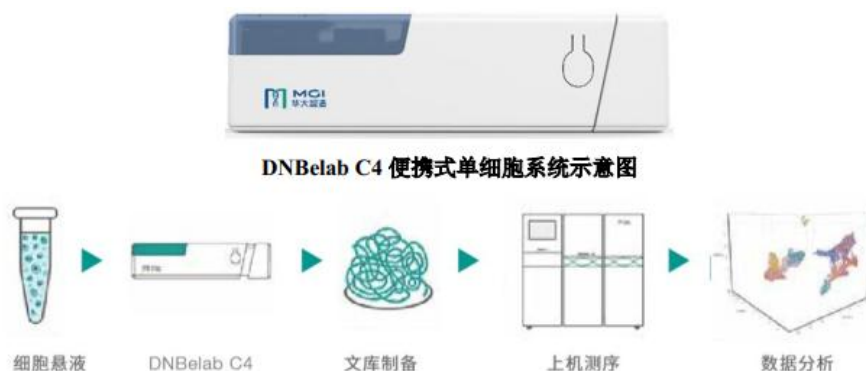 MGI
华大智造
DNBelab C4 便携式单细胞系统示意图
细胞悬液
DNBelab C4
文库制备
上机测序
数据分析